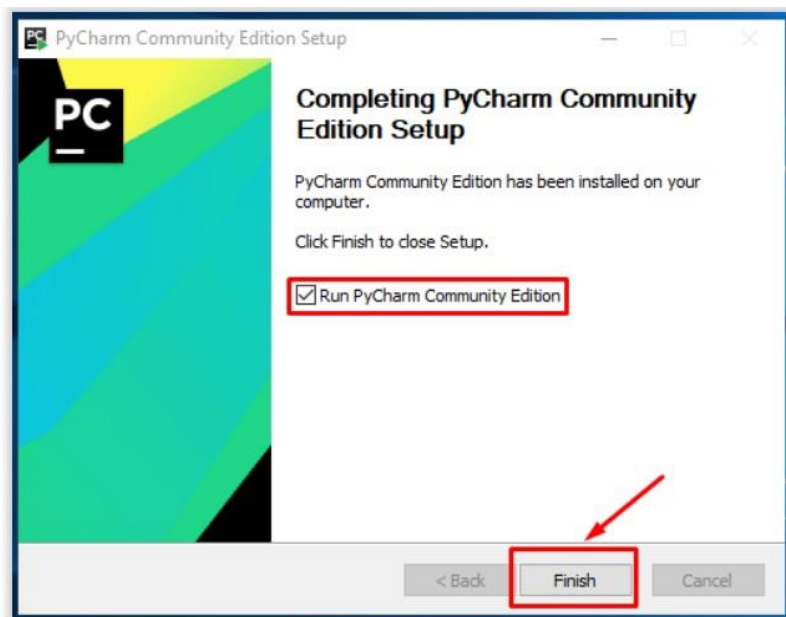 PyCharm Community Edition Setup
PC
Completing PyCharm Community
Edition Setup
PyCharm Community Edition has been installed on your
computer.
Click Finish to close Setup.
Run PyCharm Community Edition
< Back
Finish
Cancel